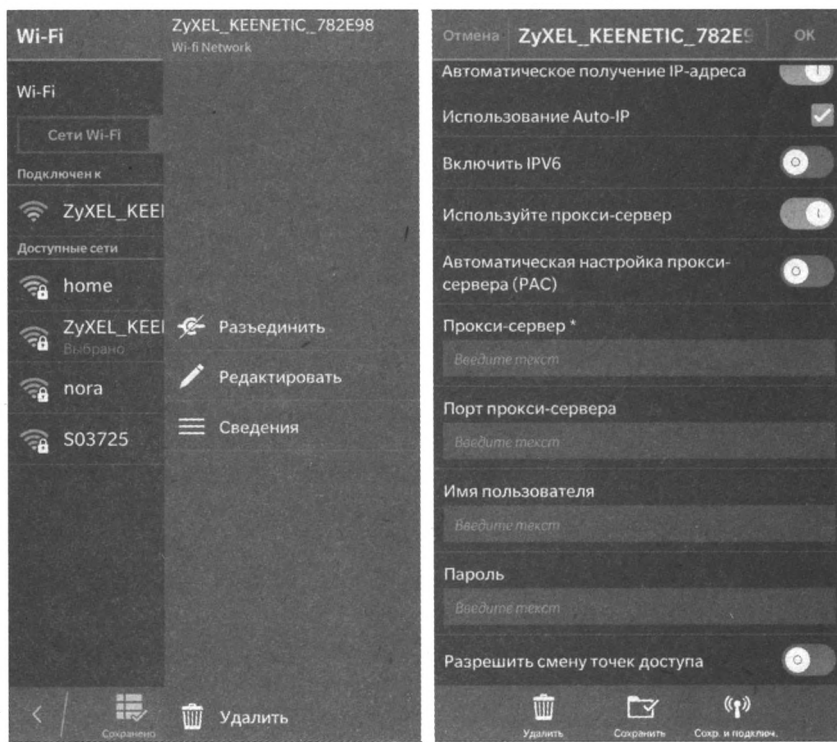 Wi-Fi
Wi-Fi
Сети Wi-Fi
Подключен к
ZyXEL_KEEI
Доступные сети
home
ZyXEL_KEEI
Выбрано
nora
S03725
Сохранено
ZyXEL_KEENETIC_782E98
Wi-fi Network
Разъединить
Редактировать
Сведения
Удалить
Отмена ZyXEL_KEENETIC_782E9 ОК
Автоматическое получение IP-адреса
Использование Auto-IP
Включить IPV6
Используйте прокси-сервер
Автоматическая настройка прокси-
сервера (PAC)
Прокси-сервер *
Введите текст
Порт прокси-сервера
Введите текст
Имя пользователя
Введите текст
Пароль
Введите текст
Разрешить смену точек доступа
Удалить Сохранить Сохр. и подключ.